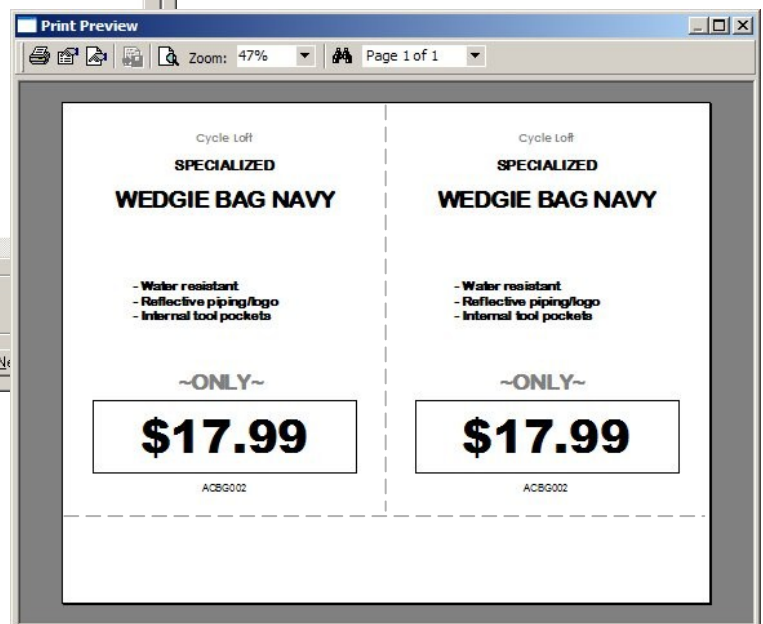 Print Preview
Zoom: 47% Page 1 of 1
Cycle Loft
SPECIALIZED
WEDGIE BAG NAVY
- Water resistant
- Reflective piping/logo
- Internal tool pockets
~ONLY~
$17.99
ACBG002
Cycle Loft
SPECIALIZED
WEDGIE BAG NAVY
- Water resistant
- Reflective piping/logo
- Internal tool pockets
~ONLY~
$17.99
ACBG002